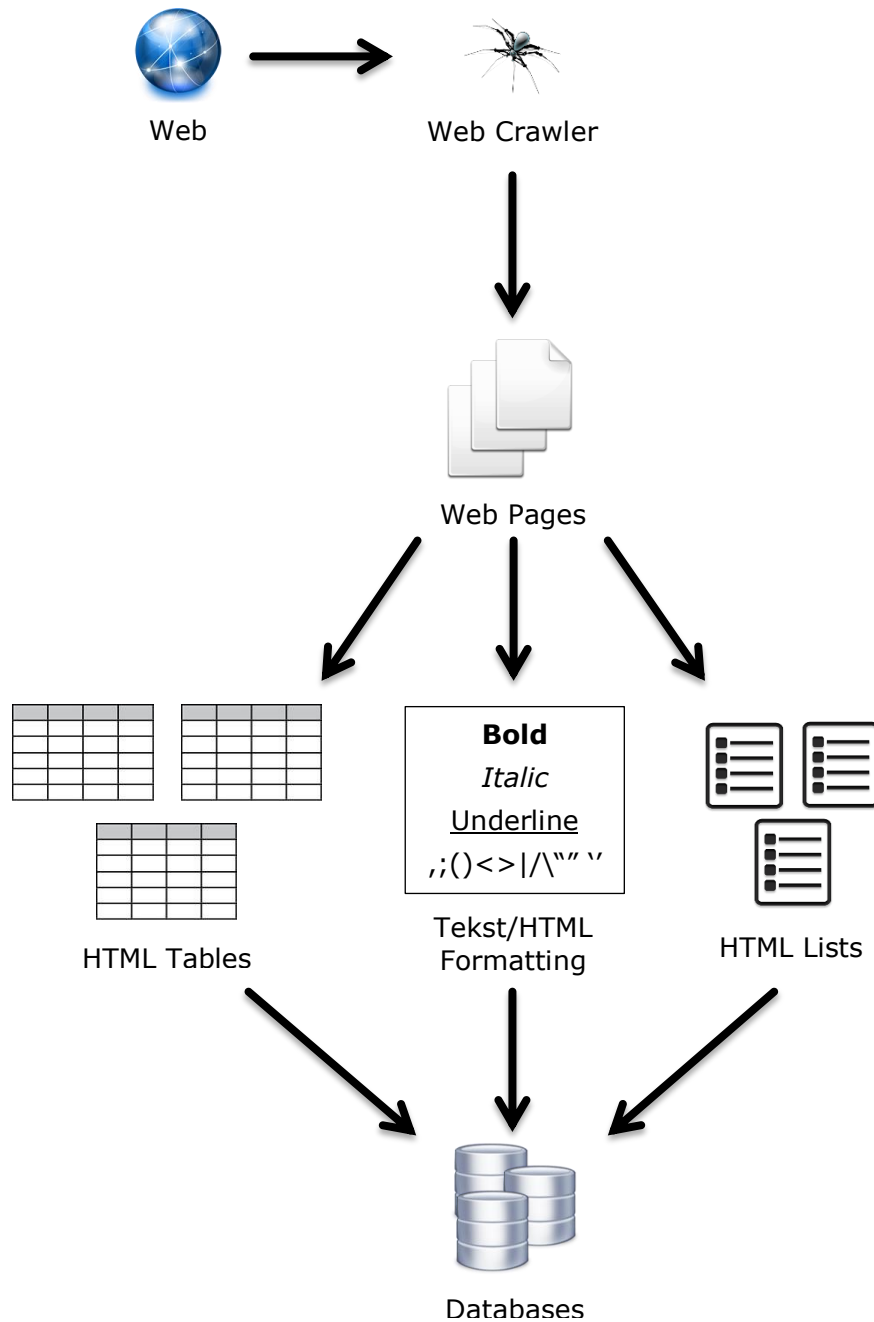 Web
Web Crawler
Web Pages
Bold
Italic
Underline
,;()<>|/\“” ‘’
Tekst/HTML
Formatting
HTML Tables
HTML Lists
Databases